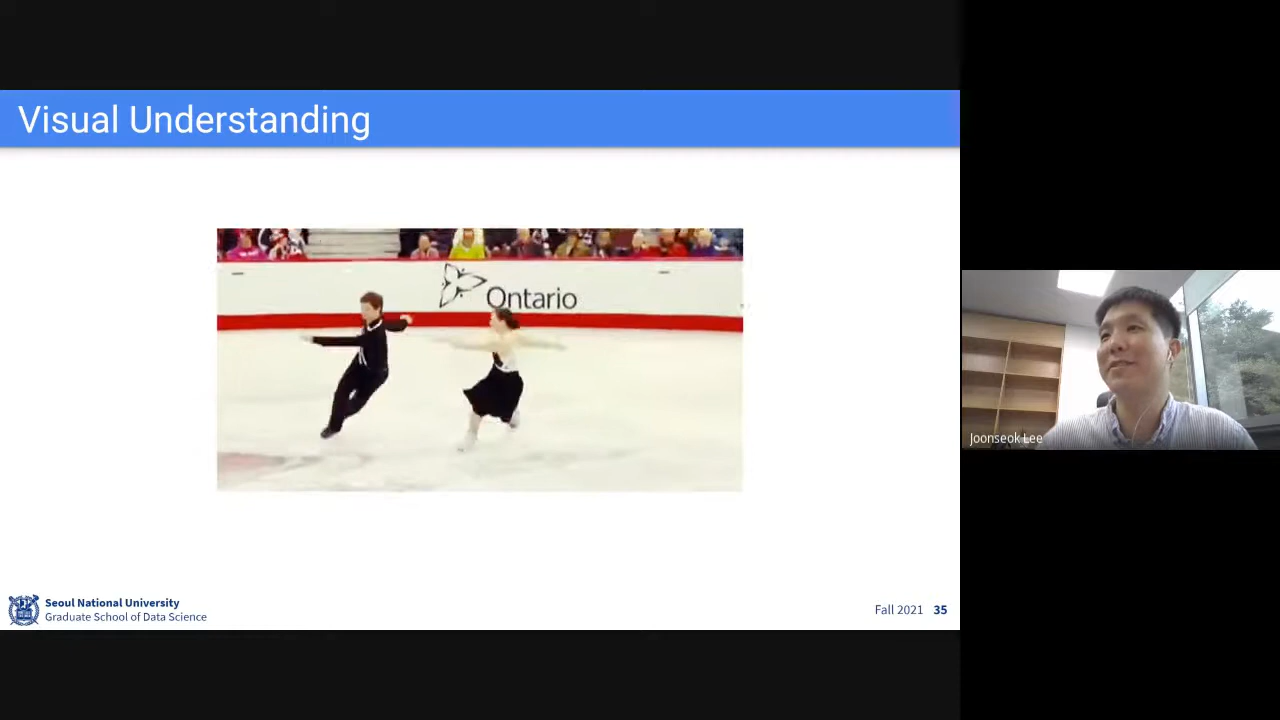 Visual Understanding
Ontario
Joonseok Lee
Seoul National University
Graduate School of Data Science
Fall 2021 35